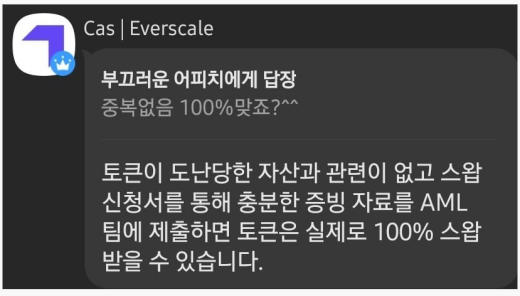 Cas | Everscale
부끄러운 어피치에게 답장
중복없음 100%맞죠?^^
토큰이 도난당한 자산과 관련이 없고 스왑
신청서를 통해 충분한 증빙 자료를 AML
팀에 제출하면 토큰은 실제로 100% 스왑
받을 수 있습니다.